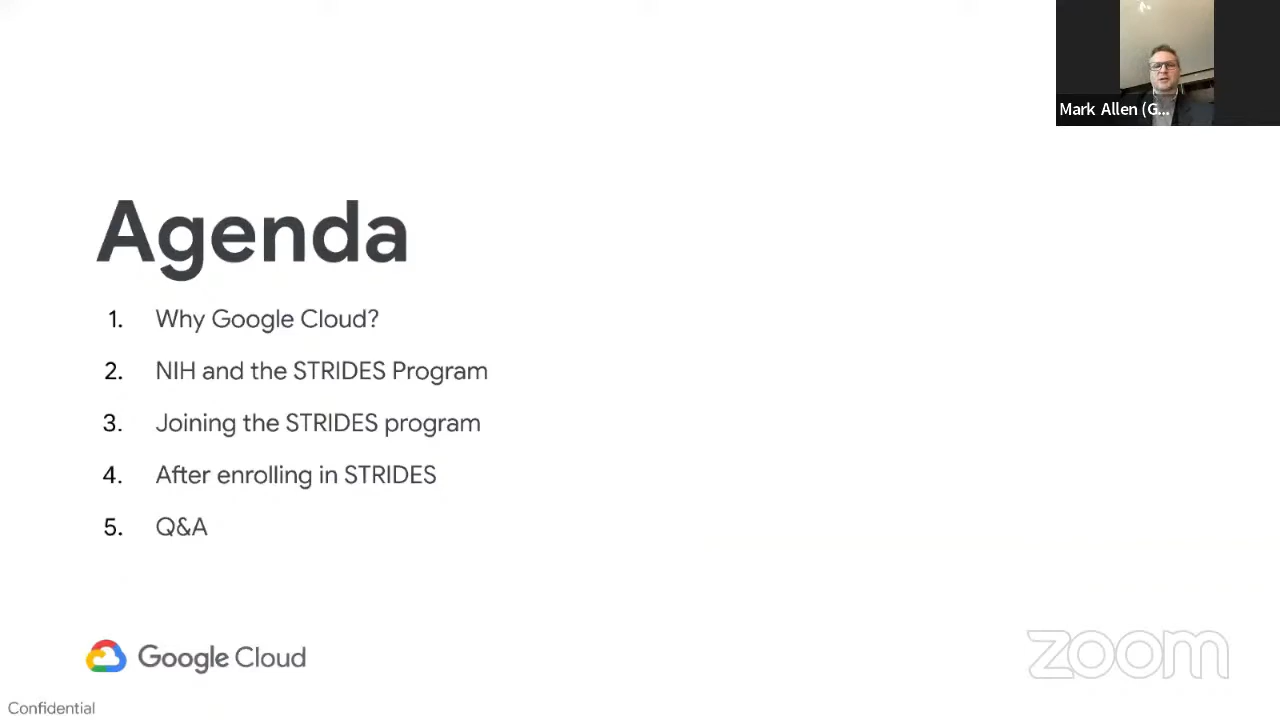 Mark Allen (G...
Agenda
1. Why Google Cloud?
2. NIH and the STRIDES Program
3. Joining the STRIDES program
4. After enrolling in STRIDES
5. Q&A
Google Cloud
zoom
Confidential